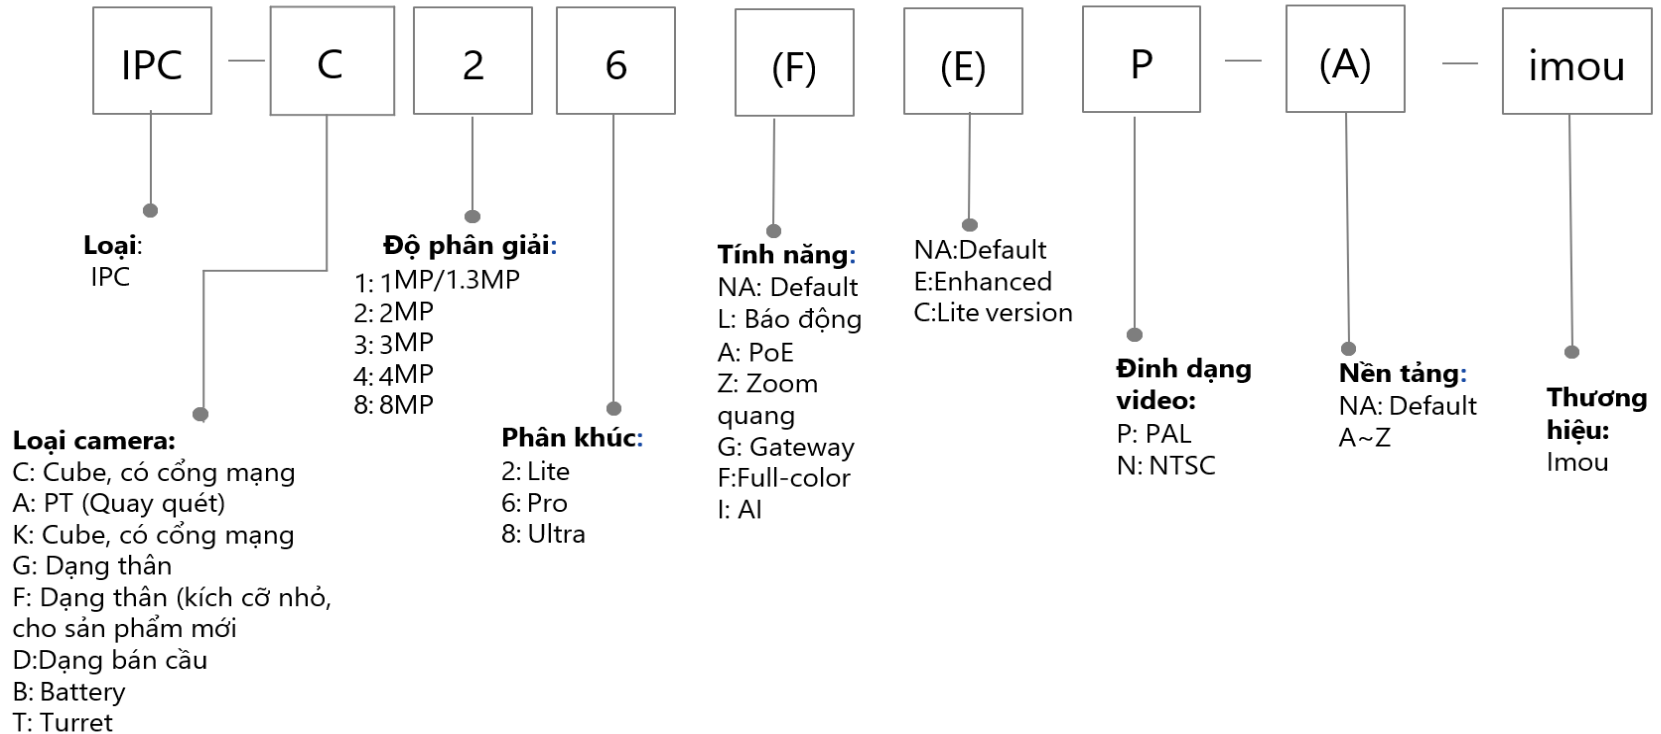 IPC — C 2 6 (F) (E) P — (A) — imou
Loại:
IPC
Loại camera:
C: Cube, có cổng mạng
A: PT (Quay quét)
K: Cube, có cổng mạng
G: Dạng thân
F: Dạng thân (kích cỡ nhỏ,
cho sản phẩm mới
D:Dạng bán cầu
B: Battery
T: Turret
Độ phân giải:
1: 1MP/1.3MP
2: 2MP
3: 3MP
4: 4MP
8: 8MP
Phân khúc:
2: Lite
6: Pro
8: Ultra
Tính năng:
NA: Default
L: Báo động
A: PoE
Z: Zoom
quang
G: Gateway
F:Full-color
I: AI
NA:Default
E:Enhanced
C:Lite version
Đinh dạng
video:
P: PAL
N: NTSC
Nền tảng:
NA: Default
A~Z
Thương
hiệu:
Imou